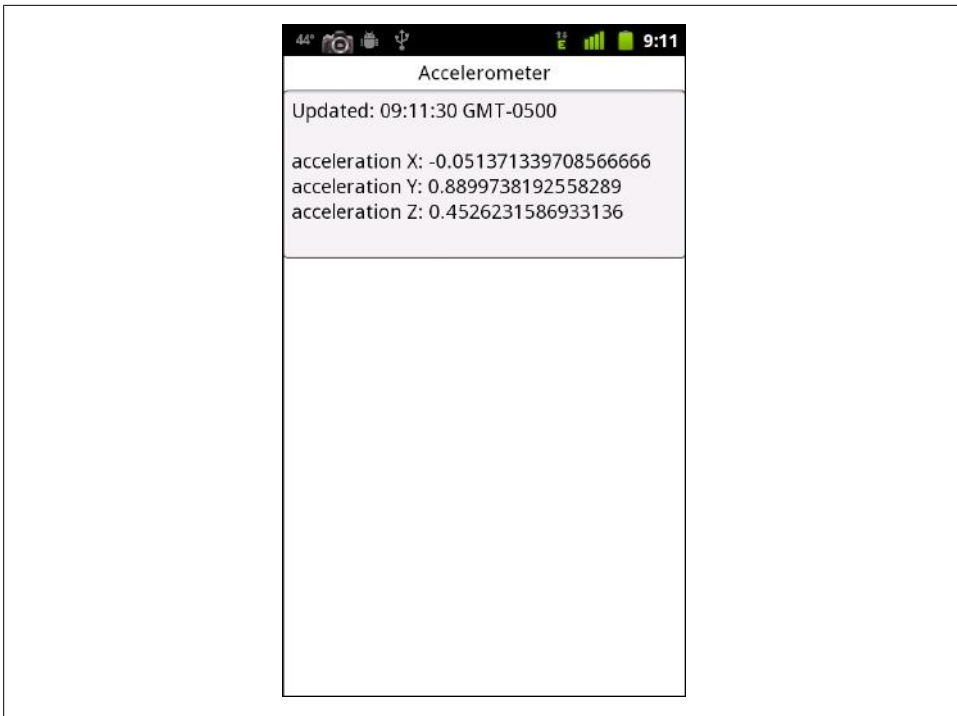 44°
E
9:11
Accelerometer
Updated: 09:11:30 GMT-0500
acceleration X: -0.051371339708566666
acceleration Y: 0.8899738192558289
acceleration Z: 0.4526231586933136